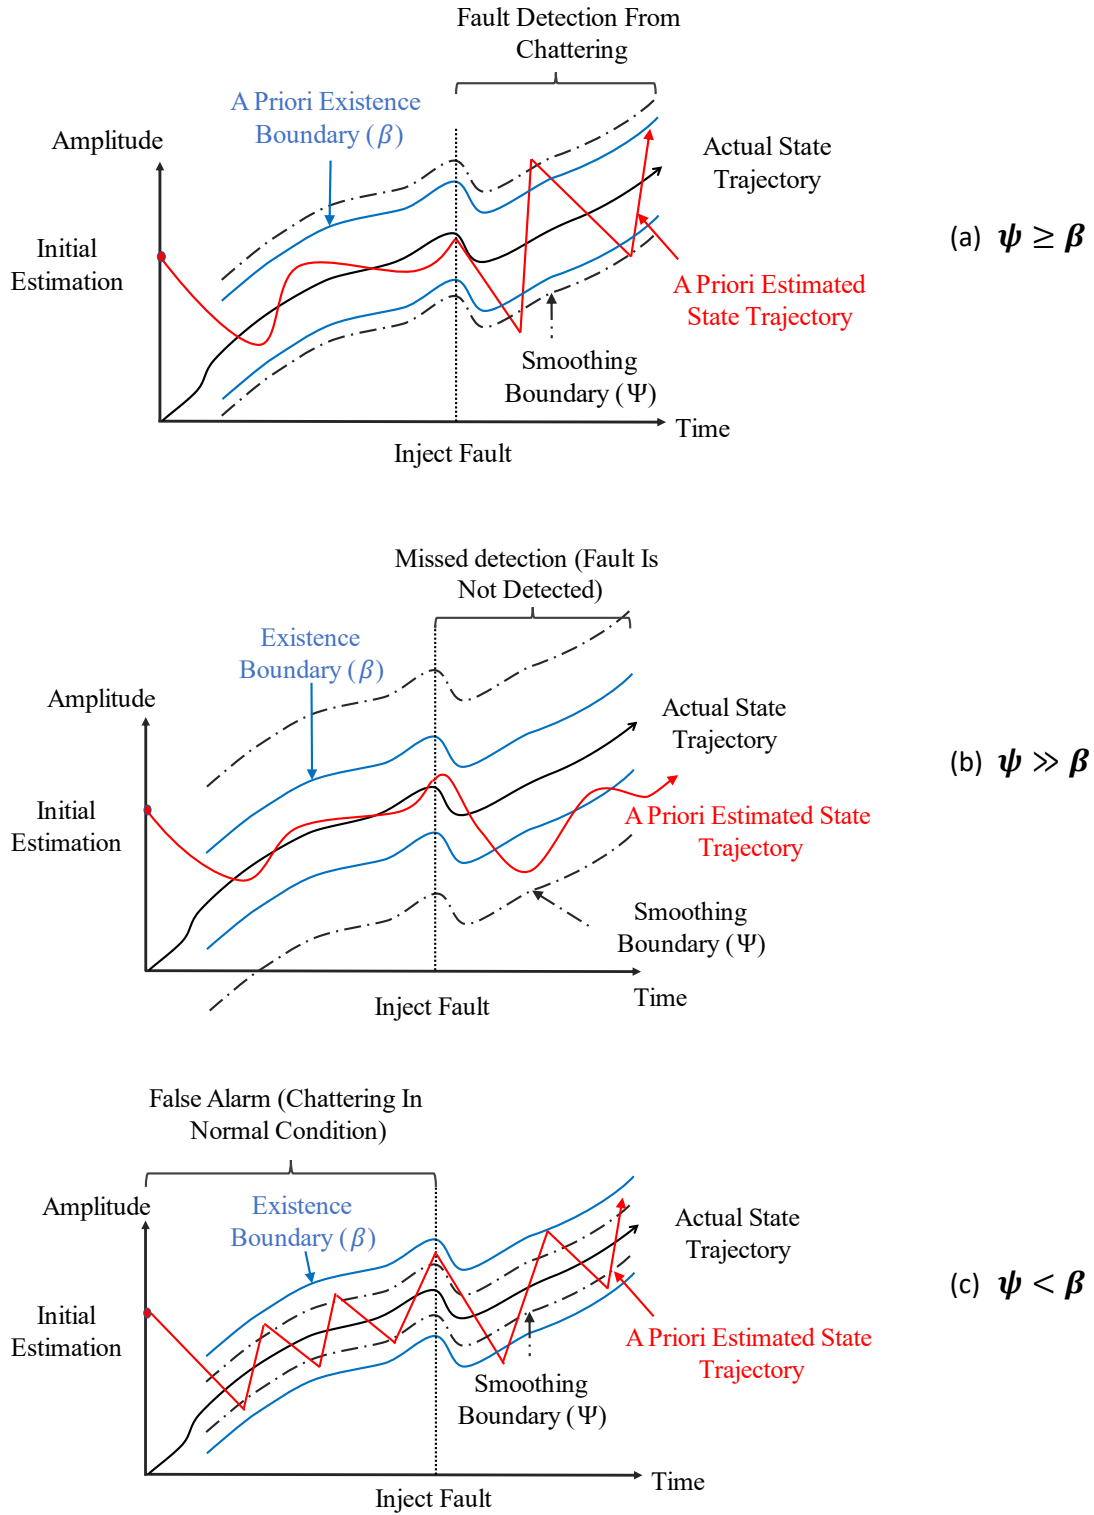 Fault Detection From
Chattering
A Priori Existence
Boundary (β)
Amplitude
Actual State
Trajectory
Initial
Estimation
(a) ψ ≥ β
A Priori Estimated
State Trajectory
Smoothing
Boundary (Ψ)
Time
Inject Fault
Missed detection (Fault Is
Not Detected)
Existence
Boundary (β)
Amplitude
Actual State
Trajectory
(b) ψ ≫ β
Initial
Estimation
A Priori Estimated State
Trajectory
Smoothing
Boundary (Ψ)
Time
Inject Fault
False Alarm (Chattering In
Normal Condition)
Amplitude
Existence
Boundary (β)
Actual State
Trajectory
(c) ψ < β
Initial
Estimation
A Priori Estimated State
Trajectory
Smoothing
Boundary (Ψ)
Time
Inject Fault